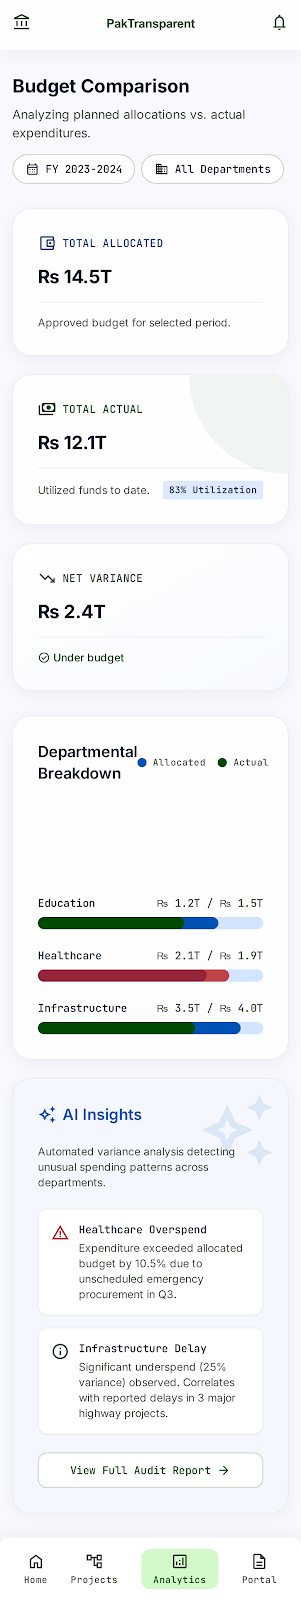 PakTransparent
Budget Comparison
Analyzing planned allocations vs. actual
expenditures.
FY 2023-2024
All Departments
TOTAL ALLOCATED
₨ 14.5T
Approved budget for selected period.
TOTAL ACTUAL
₨ 12.1T
Utilized funds to date.
83% Utilization
NET VARIANCE
₨ 2.4T
Under budget
Departmental
Breakdown
Allocated
Actual
Education ₨ 1.2T / ₨ 1.5T
Healthcare ₨ 2.1T / ₨ 1.9T
Infrastructure ₨ 3.5T / ₨ 4.0T
AI Insights
Automated variance analysis detecting
unusual spending patterns across
departments.
Healthcare Overspend
Expenditure exceeded allocated
budget by 10.5% due to
unscheduled emergency
procurement in Q3.
Infrastructure Delay
Significant underspend (25%
variance) observed. Correlates
with reported delays in 3 major
highway projects.
View Full Audit Report →
Home Projects Analytics Portal